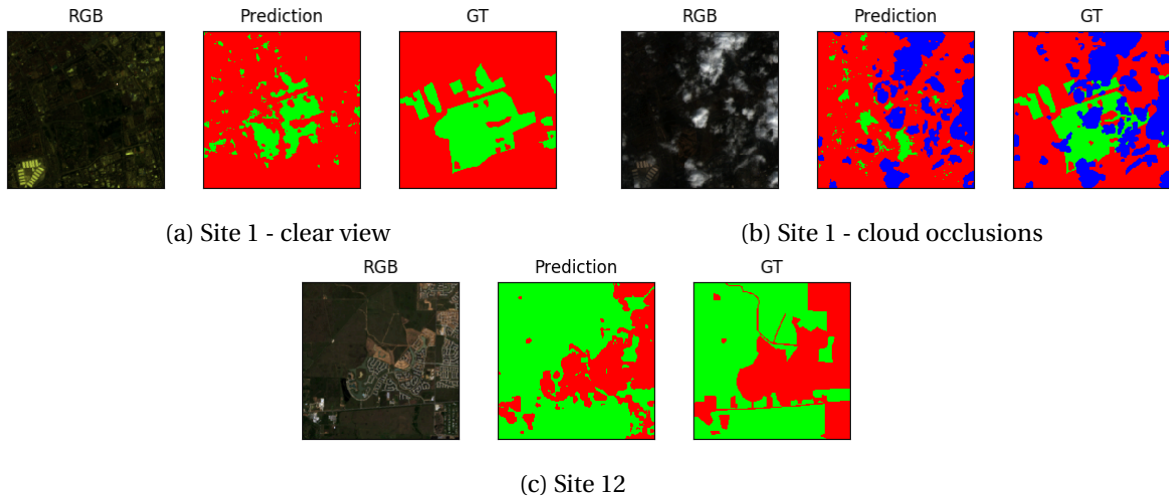 RGB Prediction GT RGB Prediction GT
(a) Site 1 - clear view (b) Site 1 - cloud occlusions
RGB Prediction GT
(c) Site 12